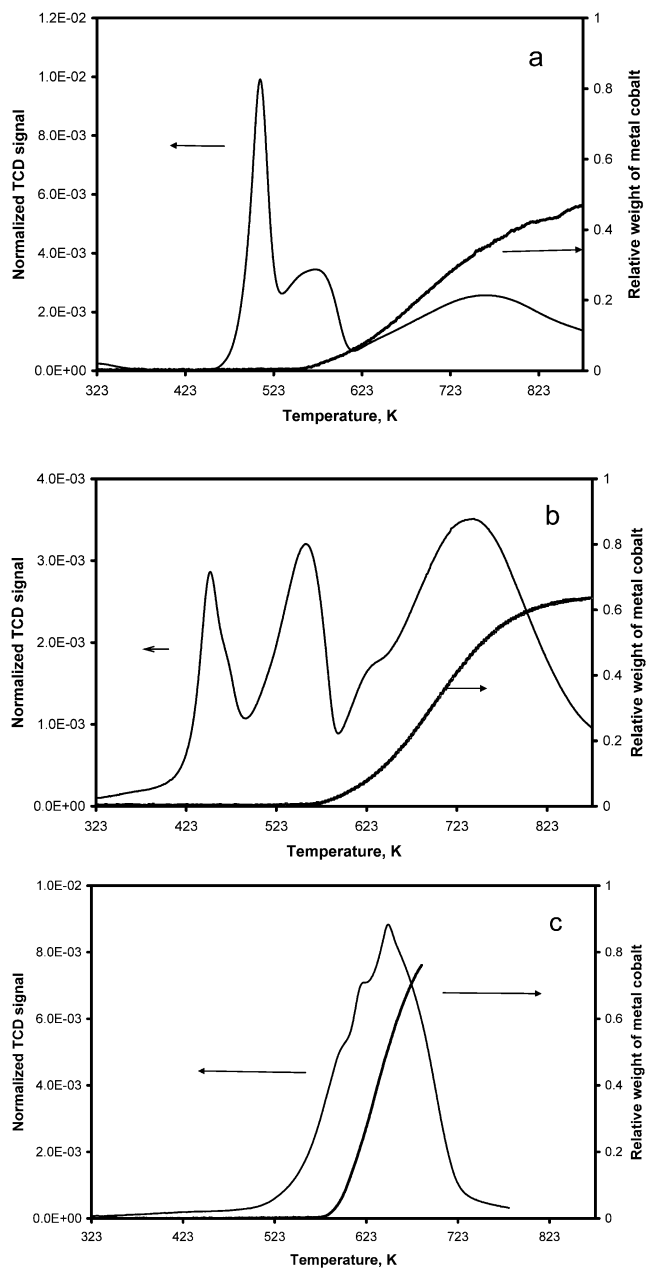 a
1.2E-02
1.0E-02
8.0E-03
6.0E-03
4.0E-03
2.0E-03
0.0E+00
Normalized TCD signal
1
0.8
0.6
0.4
0.2
0
Relative weight of metal cobalt
323 423 523 623 723 823
Temperature, K
b
4.0E-03
3.0E-03
2.0E-03
1.0E-03
0.0E+00
Normalized TCD signal
1
0.8
0.6
0.4
0.2
0
Relative weight of metal cobalt
323 423 523 623 723 823
Temperature, K
c
1.0E-02
8.0E-03
6.0E-03
4.0E-03
2.0E-03
0.0E+00
Normalized TCD signal
1
0.8
0.6
0.4
0.2
0
Relative weight of metal cobalt
323 423 523 623 723 823
Temperature, K